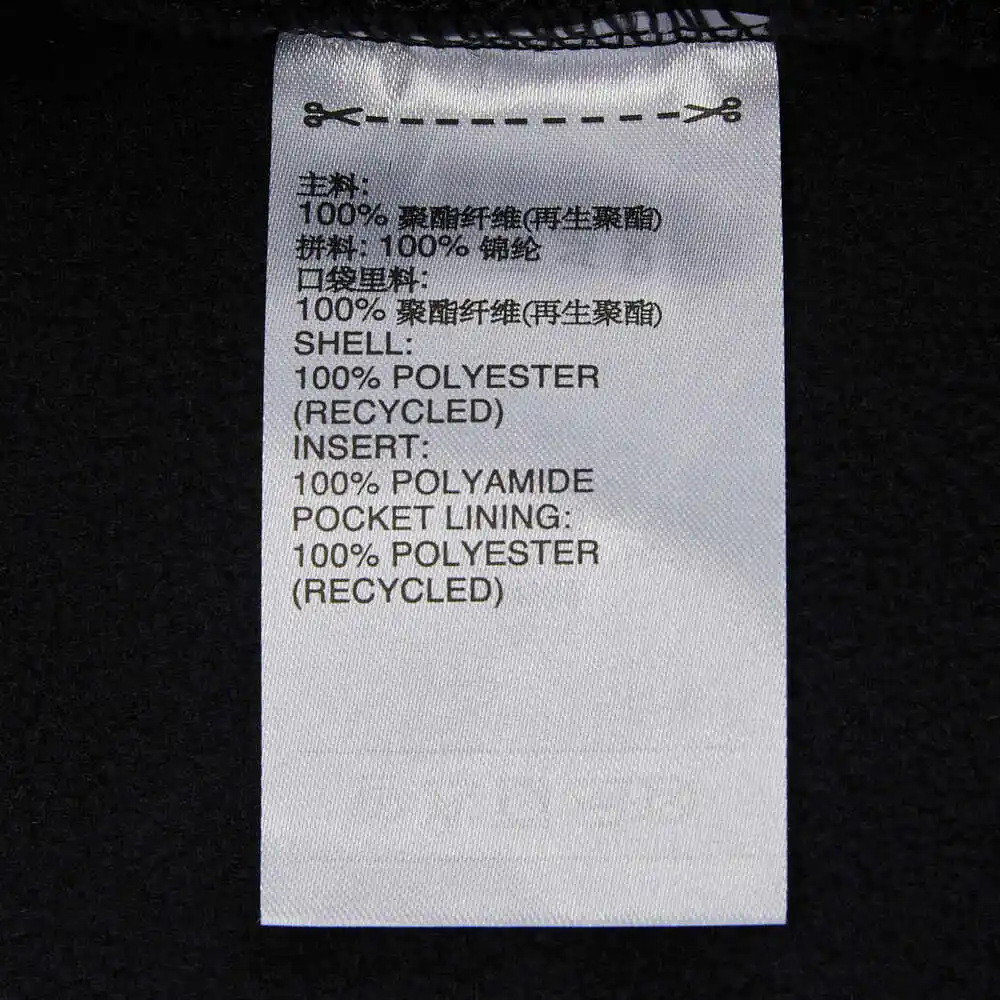 主料:
100% 聚酯纤维(再生聚酯)
拼料: 100% 锦纶
口袋里料:
100% 聚酯纤维(再生聚酯)
SHELL:
100% POLYESTER
(RECYCLED)
INSERT:
100% POLYAMIDE
POCKET LINING:
100% POLYESTER
(RECYCLED)